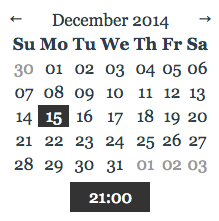 ← December 2014 →
Su Mo Tu We Th Fr Sa
30 01 02 03 04 05 06
07 08 09 10 11 12 13
14 15 16 17 18 19 20
21 22 23 24 25 26 27
28 29 30 31 01 02 03
21:00